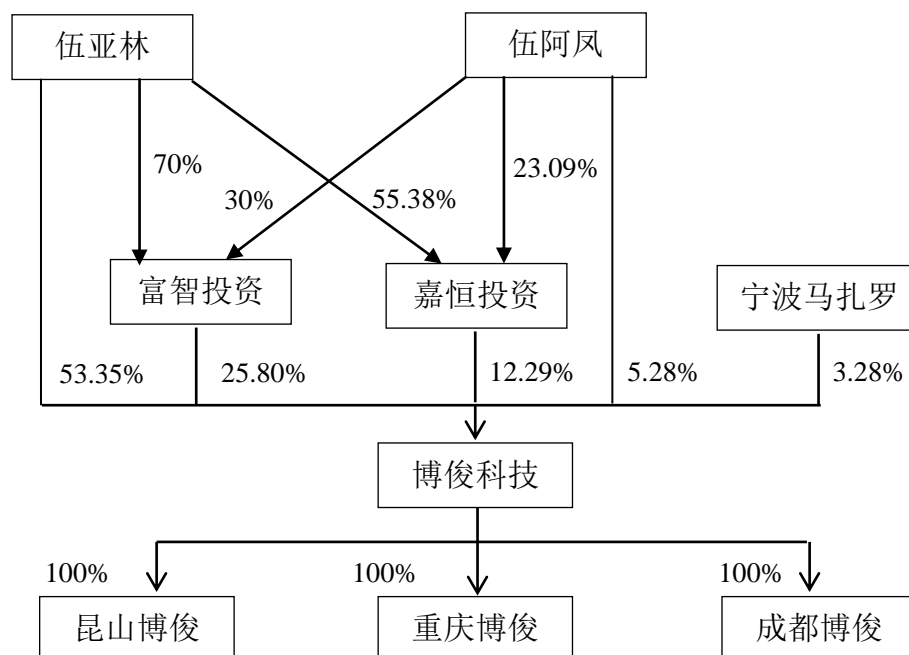 伍亚林
伍阿凤
70%
30%
55.38%
23.09%
富智投资
嘉恒投资
宁波马扎罗
53.35%
25.80%
12.29%
5.28%
3.28%
博俊科技
100%
100%
100%
昆山博俊
重庆博俊
成都博俊